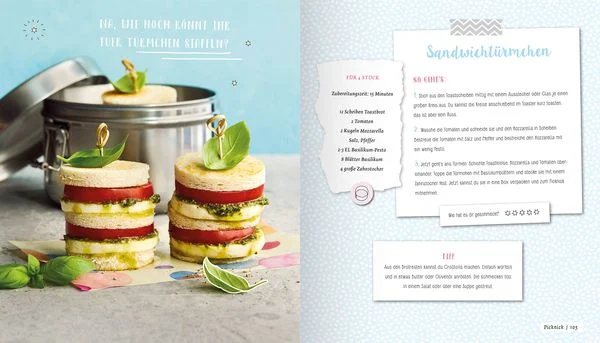 NA, WIE HOCH KÖNNT IHR
EUER TÜRMCHEN STAPELN?
Sandwichtürmchen
FÜR 4 STÜCK
Zubereitungszeit: 15 Minuten
12 Scheiben Toastbrot
2 Tomaten
2 Kugeln Mozzarella
Salz, Pfeffer
2-3 EL Basilikum-Pesto
8 Blätter Basilikum
4 große Zahnstocher
SO GEHT'S:
1. Stich aus den Toastscheiben mittig mit einem Ausstecher oder Glas je einen
großen Kreis aus. Du kannst die Kreise anschließend im Toaster kurz toasten,
das ist aber kein Muss.
2. Wasche die Tomaten und schneide sie und den Mozzarella in Scheiben.
Bestreue die Tomaten mit Salz und Pfeffer und bestreiche den Mozzarella mit
ein wenig Pesto.
3. Jetzt geht's ans Türmen: Schichte Toastkreise, Mozzarella und Tomaten über-
einander. Toppe die Türmchen mit Basilikumblättern und stecke sie mit einem
Zahnstocher fest. Jetzt kannst du sie in eine Box verpacken und zum Picknick
mitnehmen.
Wie hat es dir geschmeckt?
TIPP
Aus den Brotresten kannst du Croûtons machen. Einfach würfeln
und in etwas Butter oder Olivenöl anrösten. Die schmecken toll
in einem Salat oder über eine Suppe gestreut.
Picknick / 103